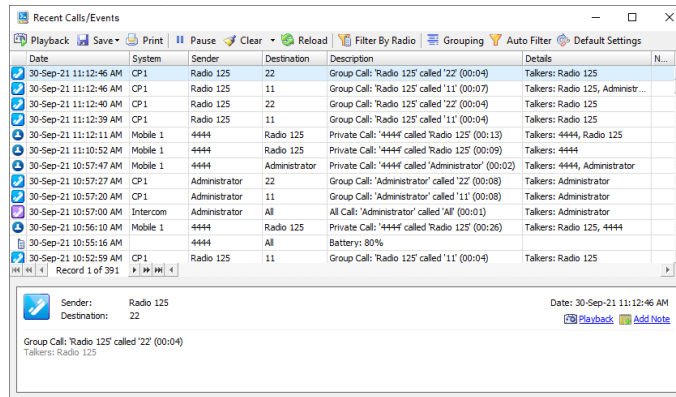 Recent Calls/Events
Playback Save Print Pause Clear Reload Filter By Radio Grouping Auto Filter Default Settings
Date System Sender Destination Description Details N...
30-Sep-21 11:12:46 AM CP1 Radio 125 22 Group Call: 'Radio 125' called '22' (00:04) Talkers: Radio 125
30-Sep-21 11:12:46 AM CP1 Radio 125 11 Group Call: 'Radio 125' called '11' (00:07) Talkers: Radio 125, Administr...
30-Sep-21 11:12:40 AM CP1 Radio 125 22 Group Call: 'Radio 125' called '22' (00:04) Talkers: Radio 125
30-Sep-21 11:12:39 AM CP1 Radio 125 11 Group Call: 'Radio 125' called '11' (00:04) Talkers: Radio 125
30-Sep-21 11:12:11 AM Mobile 1 4444 Radio 125 Private Call: '4444' called 'Radio 125' (00:13) Talkers: 4444, Radio 125
30-Sep-21 11:10:52 AM Mobile 1 4444 Radio 125 Private Call: '4444' called 'Radio 125' (00:09) Talkers: 4444
30-Sep-21 10:57:47 AM Mobile 1 4444 Administrator Private Call: '4444' called 'Administrator' (00:02) Talkers: 4444, Administrator
30-Sep-21 10:57:27 AM CP1 Administrator 22 Group Call: 'Administrator' called '22' (00:08) Talkers: Administrator
30-Sep-21 10:57:20 AM CP1 Administrator 11 Group Call: 'Administrator' called '11' (00:08) Talkers: Administrator
30-Sep-21 10:57:00 AM Intercom Administrator All All Call: 'Administrator' called 'All' (00:01) Talkers: Administrator
30-Sep-21 10:56:10 AM Mobile 1 4444 Radio 125 Private Call: '4444' called 'Radio 125' (00:26) Talkers: Radio 125, 4444
30-Sep-21 10:55:16 AM 4444 All Battery: 80%
30-Sep-21 10:52:59 AM CP1 Radio 125 11 Group Call: 'Radio 125' called '11' (00:04) Talkers: Radio 125
Record 1 of 391
Sender: Radio 125 Date: 30-Sep-21 11:12:46 AM
Destination: 22 Playback Add Note
Group Call: 'Radio 125' called '22' (00:04)
Talkers: Radio 125